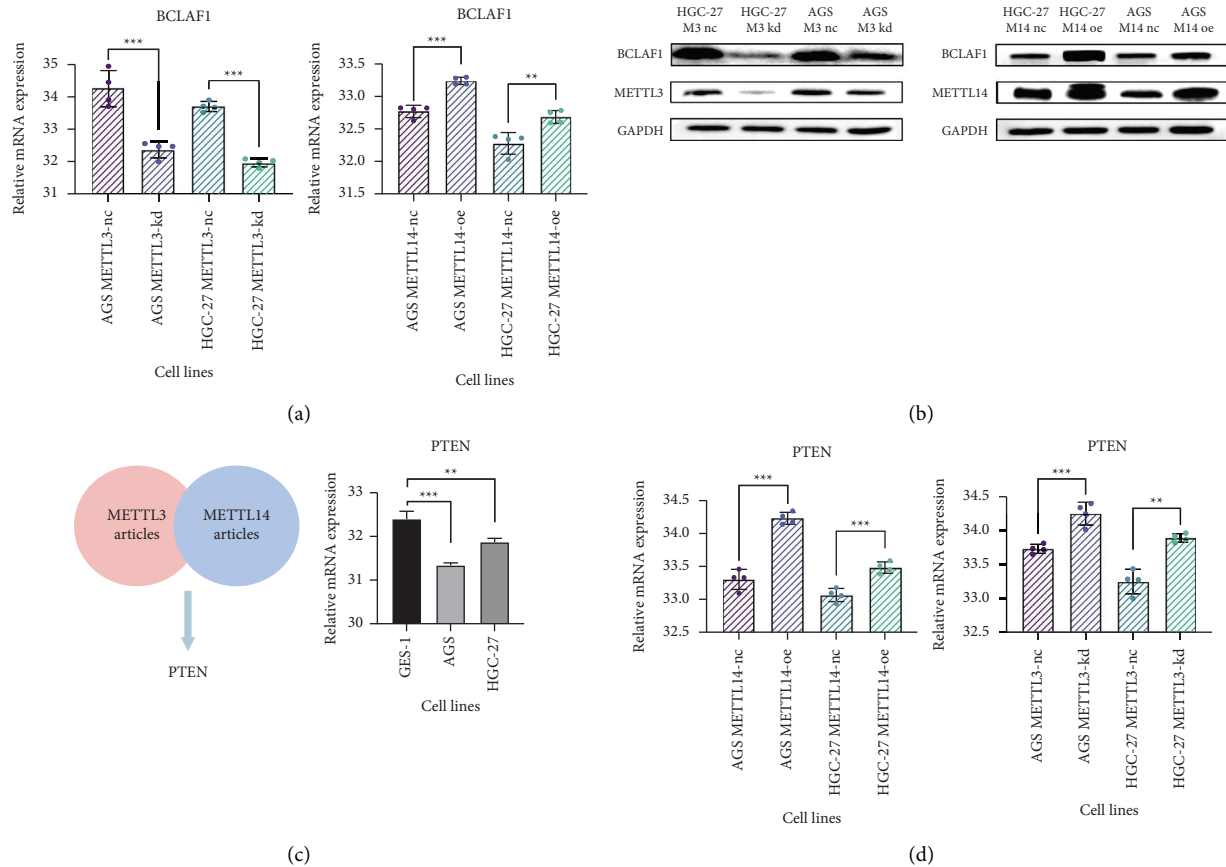 BCLAF1
***
***
Relative mRNA expression
35
34
33
32
31
AGS METTL3-nc
AGS METTL3-kd
HGC-27 METTL3-nc
HGC-27 METTL3-kd
Cell lines
BCLAF1
***
**
Relative mRNA expression
33.5
33.0
32.5
32.0
31.5
AGS METTL14-nc
AGS METTL14-oe
HGC-27 METTL14-nc
HGC-27 METTL14-oe
Cell lines
(a)
HGC-27 M3 nc
HGC-27 M3 kd
AGS M3 nc
AGS M3 kd
BCLAF1
METTL3
GAPDH
HGC-27 M14 nc
HGC-27 M14 oe
AGS M14 nc
AGS M14 oe
BCLAF1
METTL14
GAPDH
(b)
METTL3
articles
METTL14
articles
PTEN
PTEN
**
***
Relative mRNA expression
33
32
31
30
GES-1
AGS
HGC-27
Cell lines
(c)
PTEN
***
***
Relative mRNA expression
34.5
34.0
33.5
33.0
32.5
AGS METTL14-nc
AGS METTL14-oe
HGC-27 METTL14-nc
HGC-27 METTL14-oe
Cell lines
PTEN
***
**
Relative mRNA expression
34.5
34.0
33.5
33.0
32.5
AGS METTL3-nc
AGS METTL3-kd
HGC-27 METTL3-nc
HGC-27 METTL3-kd
Cell lines
(d)